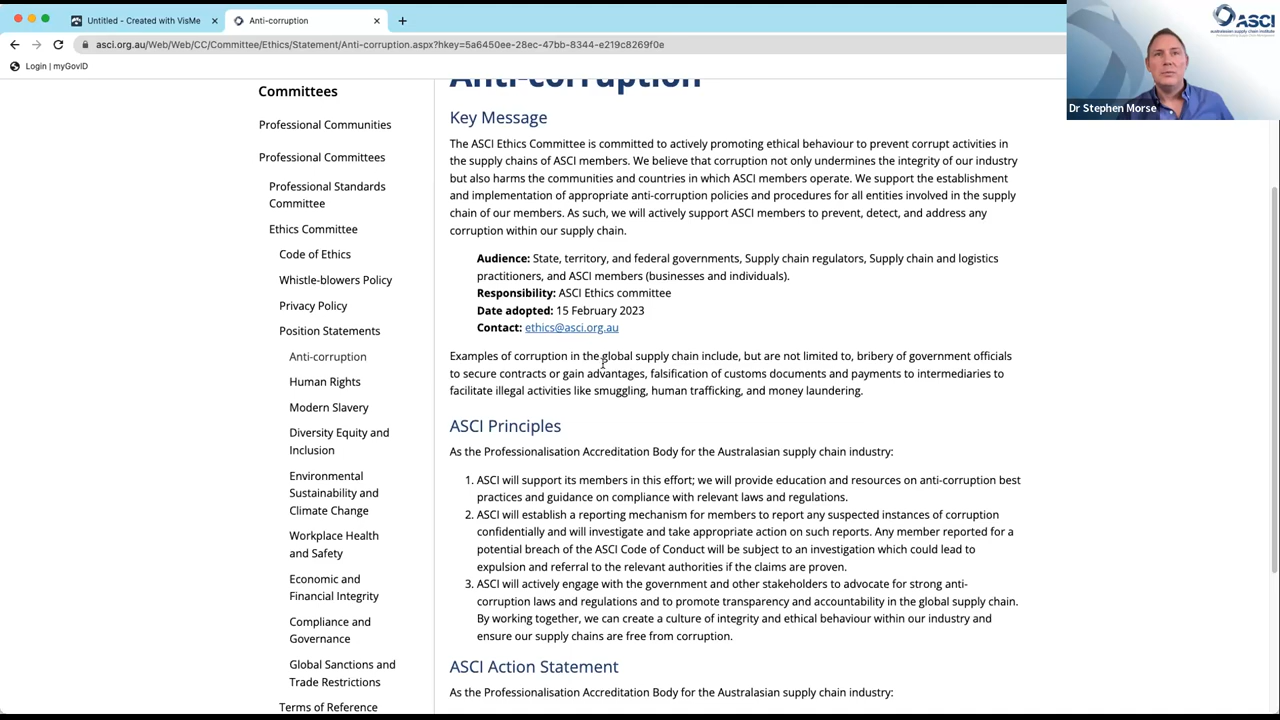 Untitled - Created with VisMe
Anti-corruption
asci.org.au/Web/Web/CC/Committee/Ethics/Statement/Anti-corruption.aspx?hkey=5a6450ee-28ec-47bb-8344-e219c8269f0e
Login | myGovID
ASCI
australasian supply chain institute
Dr Stephen Morse
Committees
Professional Communities
Professional Committees
Professional Standards
Committee
Ethics Committee
Code of Ethics
Whistle-blowers Policy
Privacy Policy
Position Statements
Anti-corruption
Human Rights
Modern Slavery
Diversity Equity and
Inclusion
Environmental
Sustainability and
Climate Change
Workplace Health
and Safety
Economic and
Financial Integrity
Compliance and
Governance
Global Sanctions and
Trade Restrictions
Terms of Reference
Anti-corruption
Key Message
The ASCI Ethics Committee is committed to actively promoting ethical behaviour to prevent corrupt activities in
the supply chains of ASCI members. We believe that corruption not only undermines the integrity of our industry
but also harms the communities and countries in which ASCI members operate. We support the establishment
and implementation of appropriate anti-corruption policies and procedures for all entities involved in the supply
chain of our members. As such, we will actively support ASCI members to prevent, detect, and address any
corruption within our supply chain.
Audience: State, territory, and federal governments, Supply chain regulators, Supply chain and logistics
practitioners, and ASCI members (businesses and individuals).
Responsibility: ASCI Ethics committee
Date adopted: 15 February 2023
Contact: ethics@asci.org.au
Examples of corruption in the global supply chain include, but are not limited to, bribery of government officials
to secure contracts or gain advantages, falsification of customs documents and payments to intermediaries to
facilitate illegal activities like smuggling, human trafficking, and money laundering.
ASCI Principles
As the Professionalisation Accreditation Body for the Australasian supply chain industry:
1. ASCI will support its members in this effort; we will provide education and resources on anti-corruption best
practices and guidance on compliance with relevant laws and regulations.
2. ASCI will establish a reporting mechanism for members to report any suspected instances of corruption
confidentially and will investigate and take appropriate action on such reports. Any member reported for a
potential breach of the ASCI Code of Conduct will be subject to an investigation which could lead to
expulsion and referral to the relevant authorities if the claims are proven.
3. ASCI will actively engage with the government and other stakeholders to advocate for strong anti-
corruption laws and regulations and to promote transparency and accountability in the global supply chain.
By working together, we can create a culture of integrity and ethical behaviour within our industry and
ensure our supply chains are free from corruption.
ASCI Action Statement
As the Professionalisation Accreditation Body for the Australasian supply chain industry: